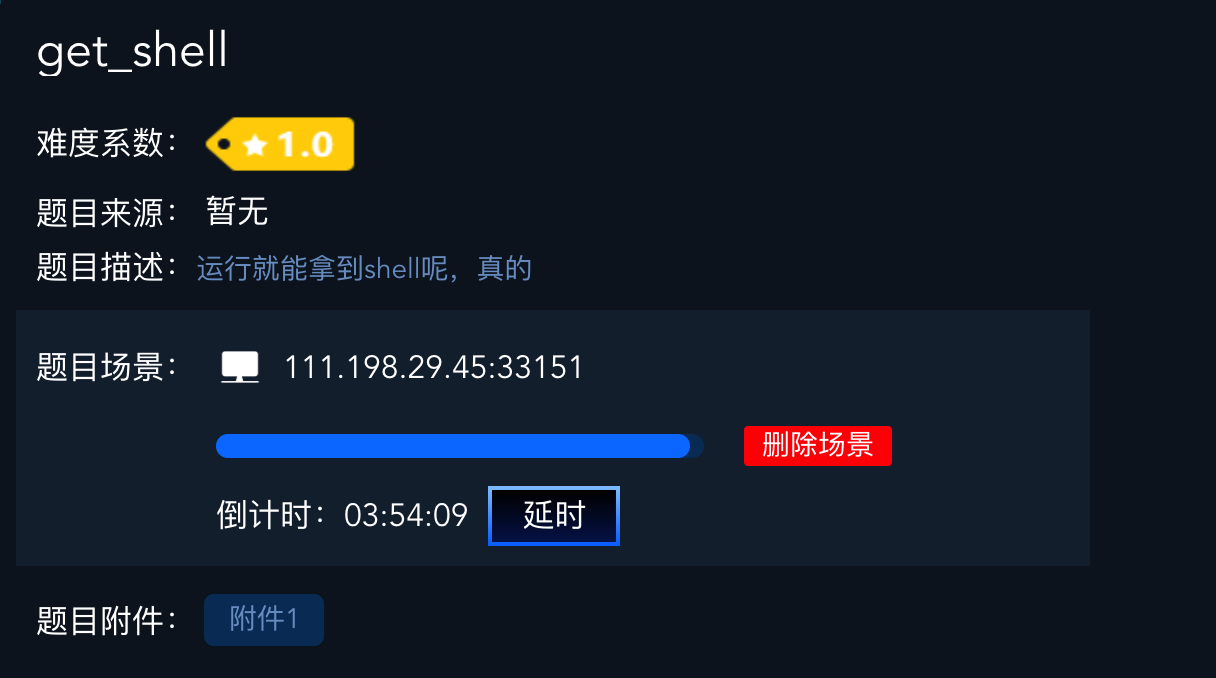 get_shell
难度系数： 1.0
题目来源： 暂无
题目描述： 运行就能拿到shell呢，真的
题目场景： 111.198.29.45:33151
删除场景
倒计时：03:54:09 延时
题目附件： 附件1